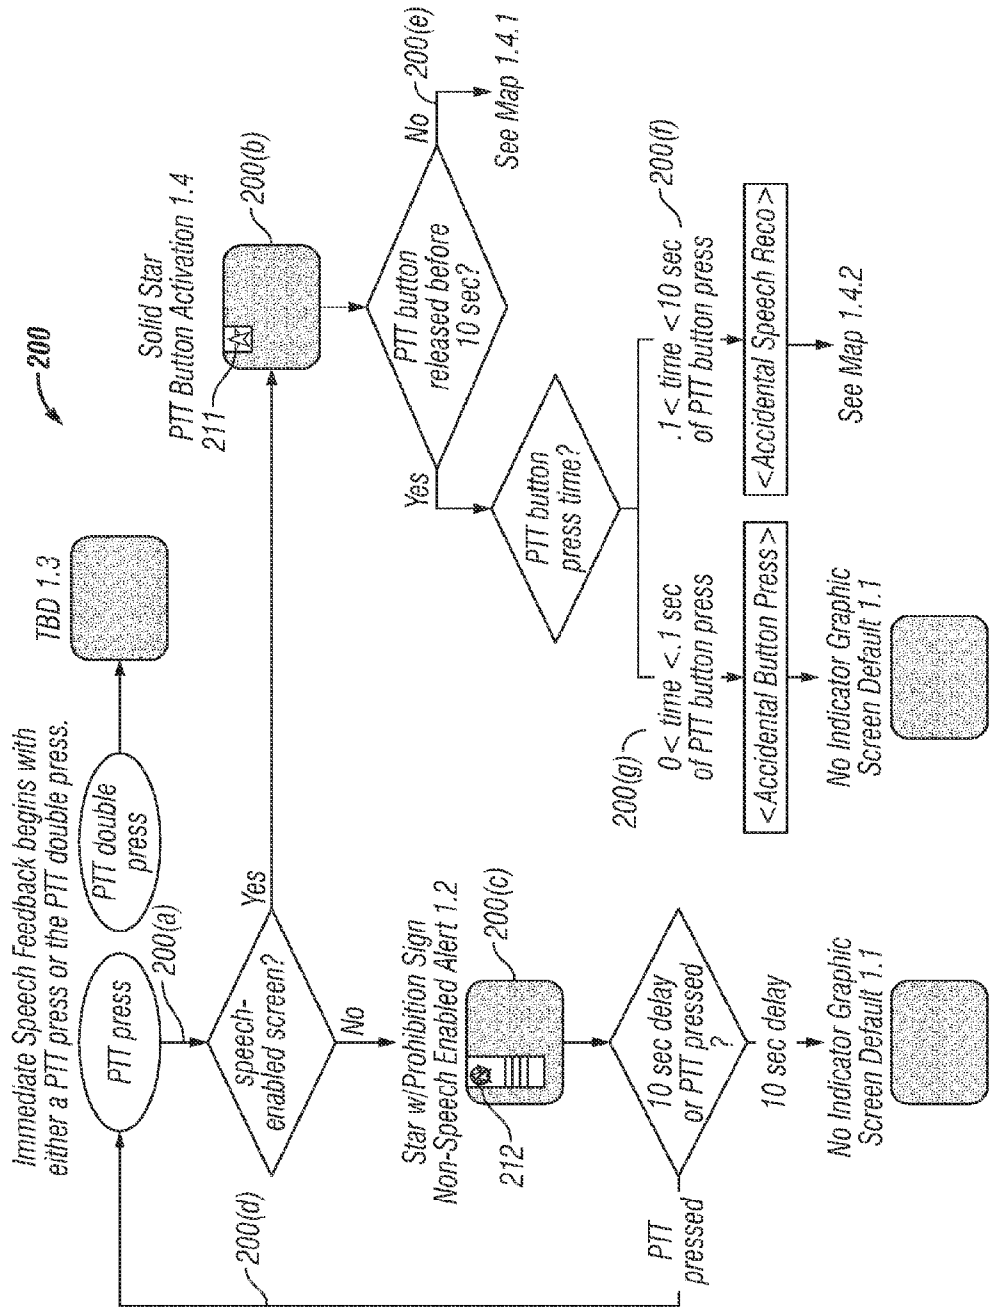 200
Immediate Speech Feedback begins with
either a PTT press or the PTT double press.
PTT press
PTT double
press
TBD 1.3
200(a)
200(d)
speech-
enabled screen?
Yes
No
Solid Star
PTT Button Activation 1.4
211
200(b)
Star w/Prohibition Sign
Non-Speech Enabled Alert 1.2
212
200(c)
PTT button
released before
10 sec?
No
200(e)
See Map 1.4.1
Yes
PTT button
press time?
10 sec delay
or PTT pressed
?
PTT
pressed
10 sec delay
No Indicator Graphic
Screen Default 1.1
200(g)
0 < time < .1 sec
of PTT button press
<Accidental Button Press>
No Indicator Graphic
Screen Default 1.1
.1 < time < 10 sec
of PTT button press
200(f)
<Accidental Speech Reco>
See Map 1.4.2